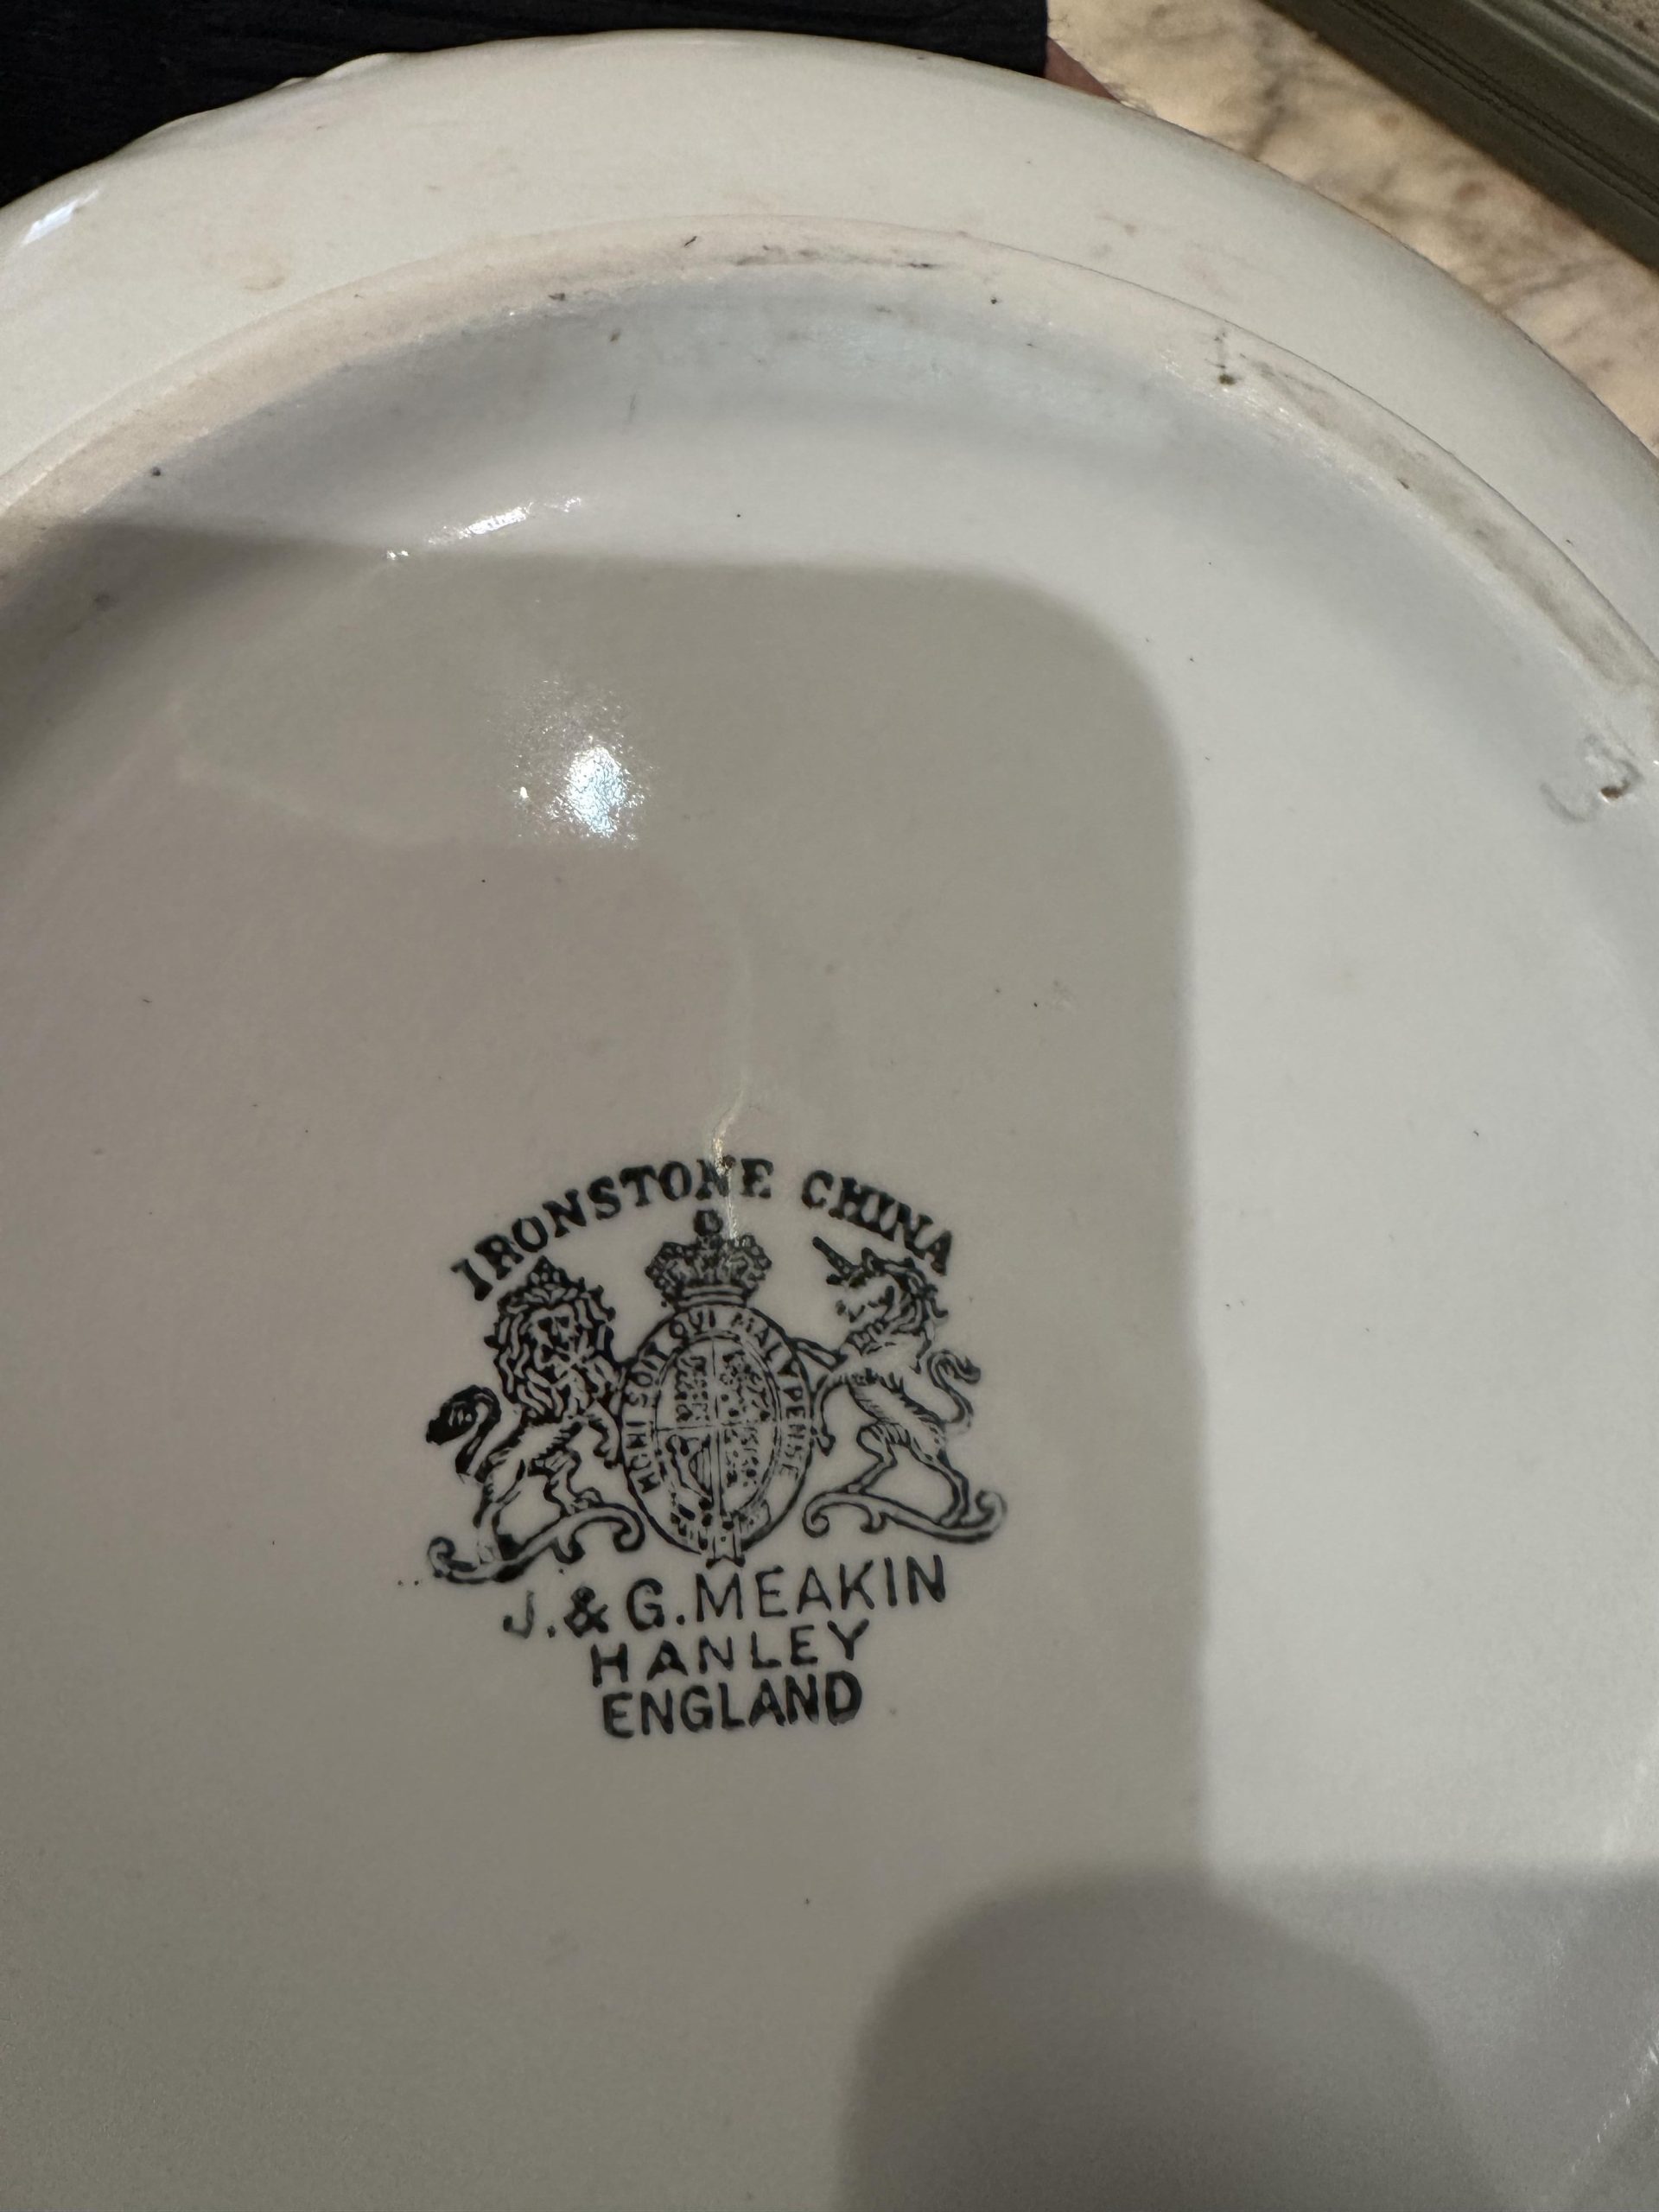 IRONSTONE CHINA
HONI SOIT QUI MAL Y PENSE
J. & G. MEAKIN
HANLEY
ENGLAND